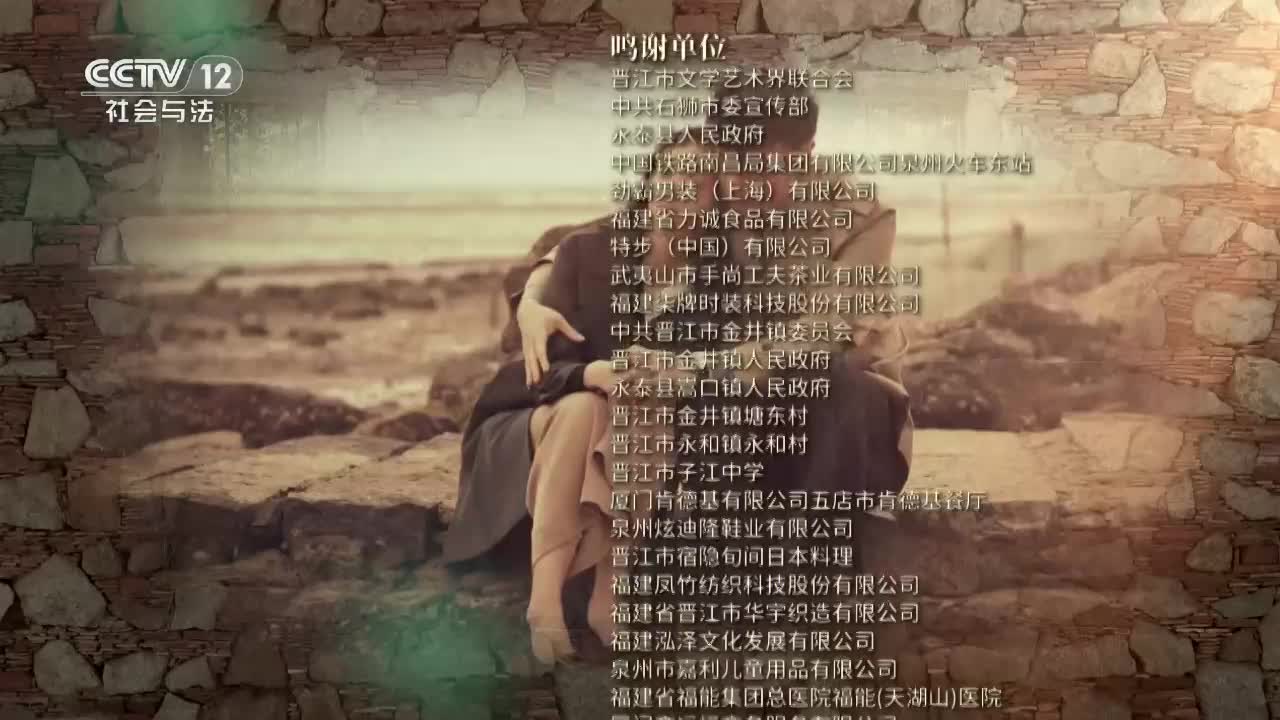 CCTV 12
社会与法
鸣谢单位
晋江市文学艺术界联合会
中共石狮市委宣传部
永泰县人民政府
中国铁路南昌局集团有限公司泉州火车东站
劲霸男装（上海）有限公司
福建省力诚食品有限公司
特步（中国）有限公司
武夷山市手尚工夫茶业有限公司
福建柒牌时装科技股份有限公司
中共晋江市金井镇委员会
晋江市金井镇人民政府
永泰县嵩口镇人民政府
晋江市金井镇塘东村
晋江市永和镇永和村
晋江市子江中学
厦门肯德基有限公司五店市肯德基餐厅
泉州炫迪隆鞋业有限公司
晋江市宿隐旬间日本料理
福建凤竹纺织科技股份有限公司
福建省晋江市华宇织造有限公司
福建泓泽文化发展有限公司
泉州市嘉利儿童用品有限公司
福建省福能集团总医院福能(天湖山)医院